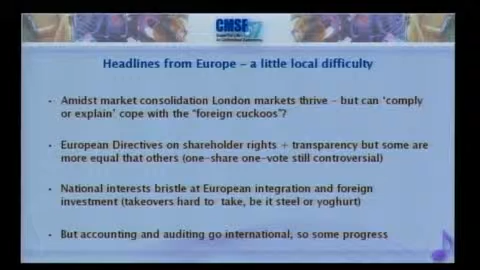 CMSF
Headlines from Europe – a little local difficulty
• Amidst market consolidation London markets thrive – but can ‘comply
or explain’ cope with the “foreign cuckoos”?
• European Directives on shareholder rights + transparency but some are
more equal that others (one-share one-vote still controversial)
• National interests bristle at European integration and foreign
investment (takeovers hard to take, be it steel or yoghurt)
• But accounting and auditing go international, so some progress